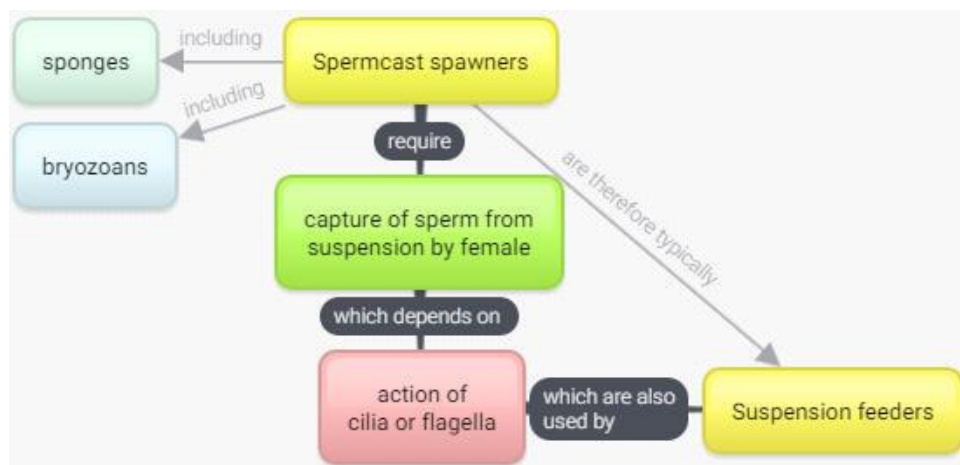 including
sponges
Spermcast spawners
including
bryozoans
require
capture of sperm from
suspension by female
are therefore typically
which depends on
action of
cilia or flagella
which are also
used by
Suspension feeders